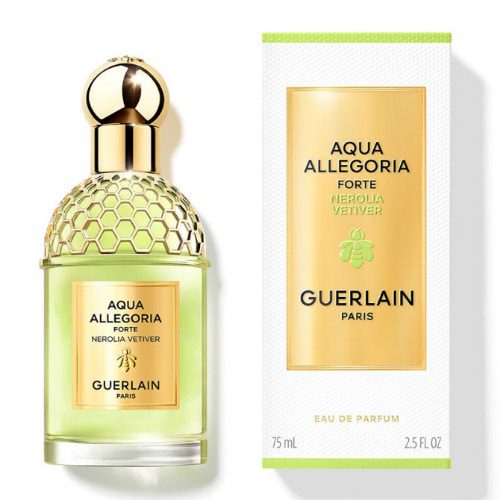 AQUA
ALLEGORIA
FORTE
NEROLIA VETIVER
GUERLAIN
PARIS
AQUA
ALLEGORIA
FORTE
NEROLIA
VETIVER
GUERLAIN
PARIS
EAU DE PARFUM
75 mL 2.5 FL OZ